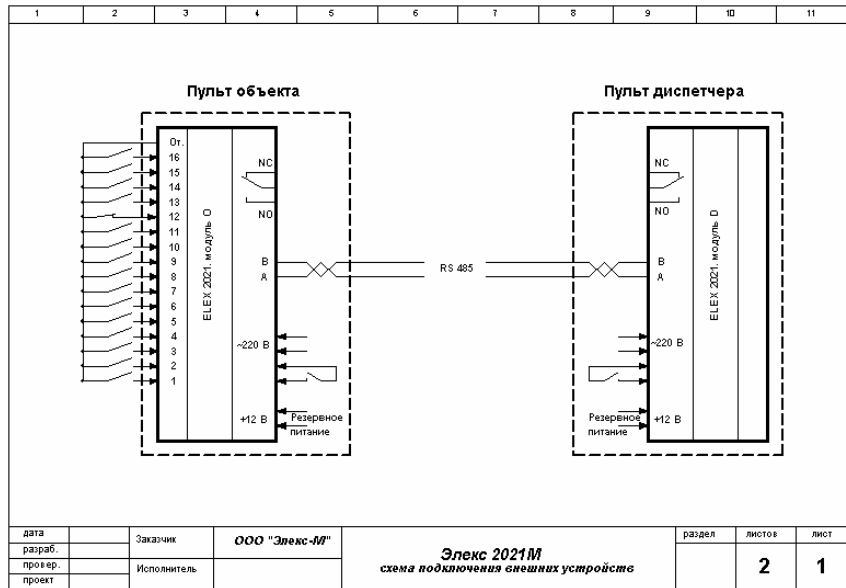 1 2 3 4 5 6 7 8 9 10 11
Пульт объекта
Пульт диспетчера
От.
16
15
14
13
12
11
10
9
8
7
6
5
4
3
2
1
ELEX 2021. модуль O
NC
NO
B
A
~220 В
+12 В
Резервное
питание
RS 485
NC
NO
B
A
~220 В
+12 В
Резервное
питание
ELEX 2021. модуль D
дата
разраб.
провер.
проект
Заказчик
Исполнитель
ООО "Элекс-М"
Элекс 2021М
схема подключения внешних устройств
раздел
листов
лист
2
1